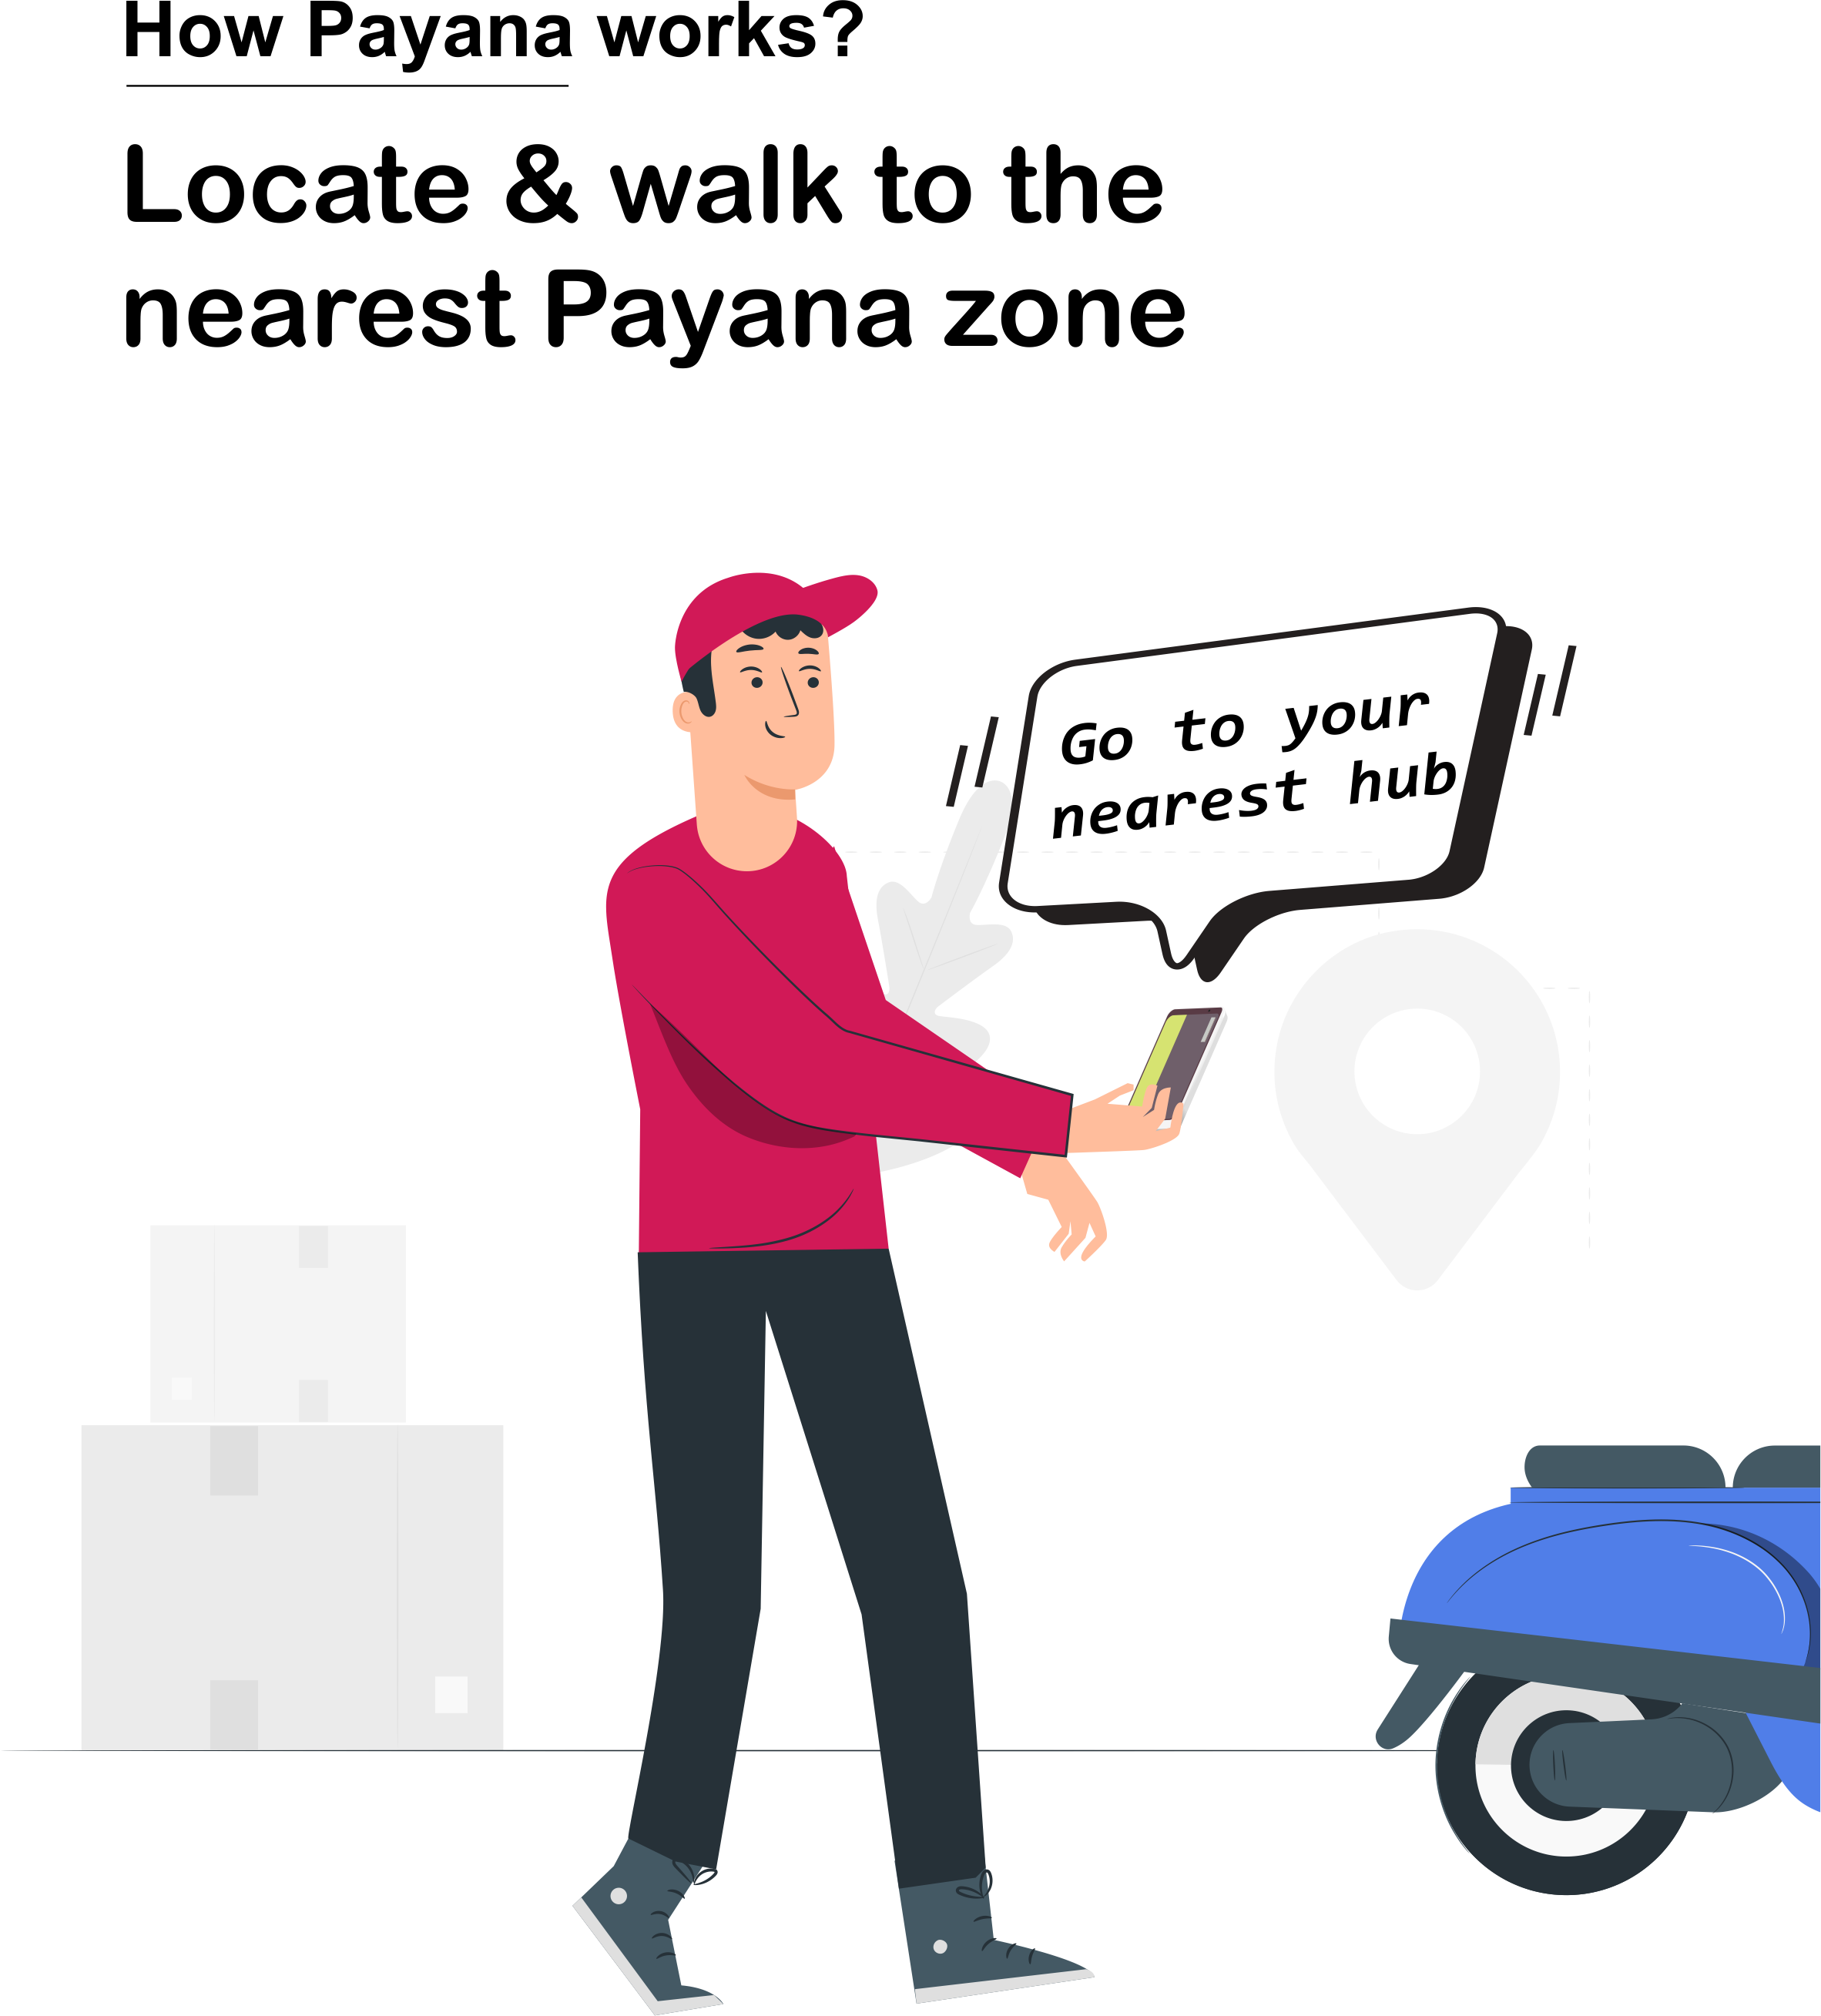 How Payana works?
Locate & walk to the
nearest Payana zone
Go to your
nearest hub